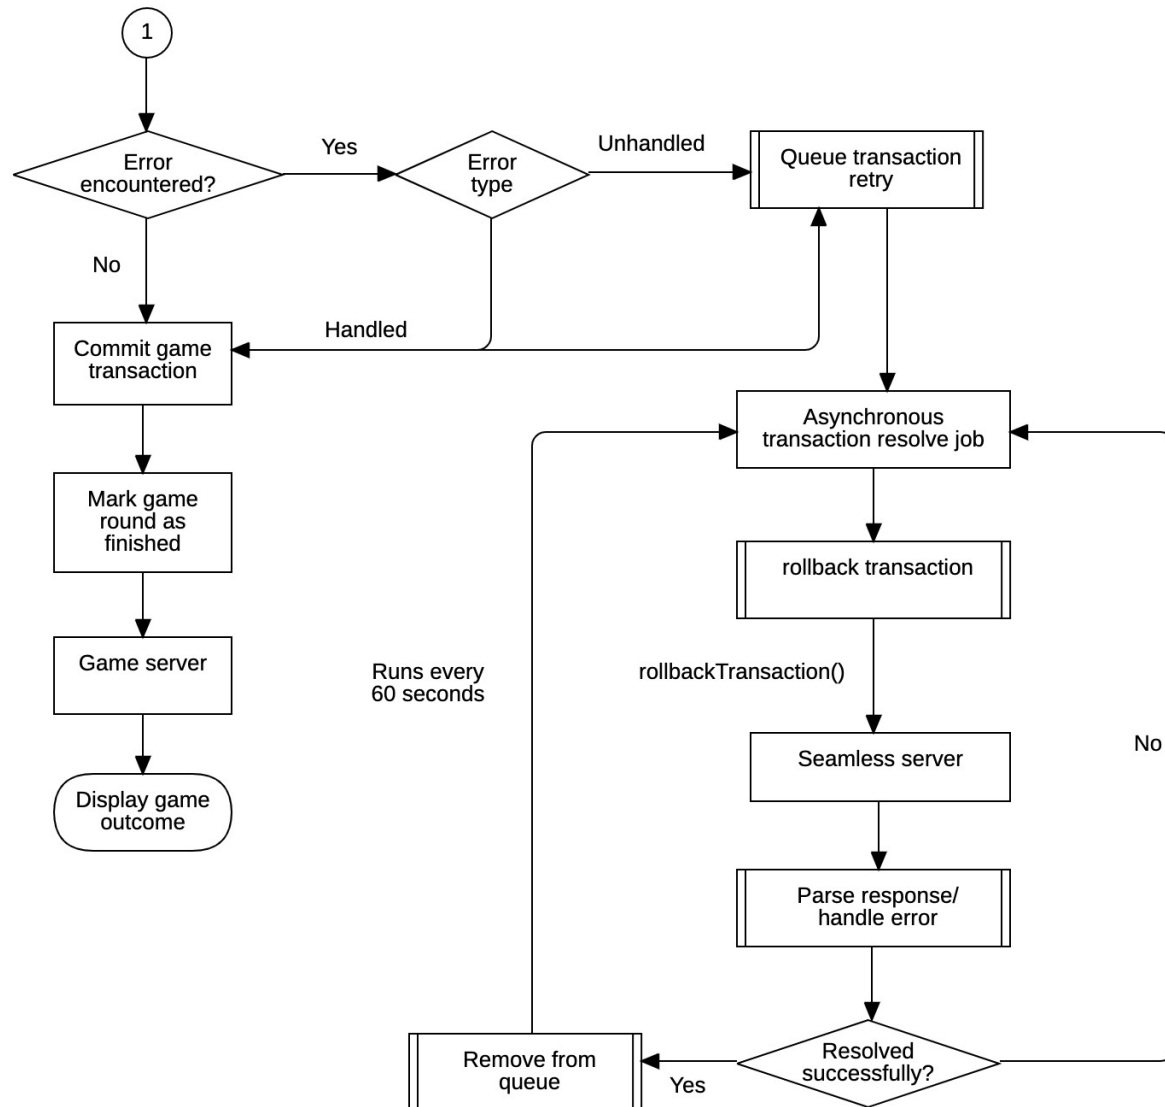 1
Error
encountered?
Yes
Error
type
Unhandled
Queue transaction
retry
No
Handled
Commit game
transaction
Asynchronous
transaction resolve job
Mark game
round as
finished
rollback transaction
Game server
Runs every
60 seconds
rollbackTransaction()
Seamless server
No
Display game
outcome
Parse response/
handle error
Resolved
successfully?
Yes
Remove from
queue